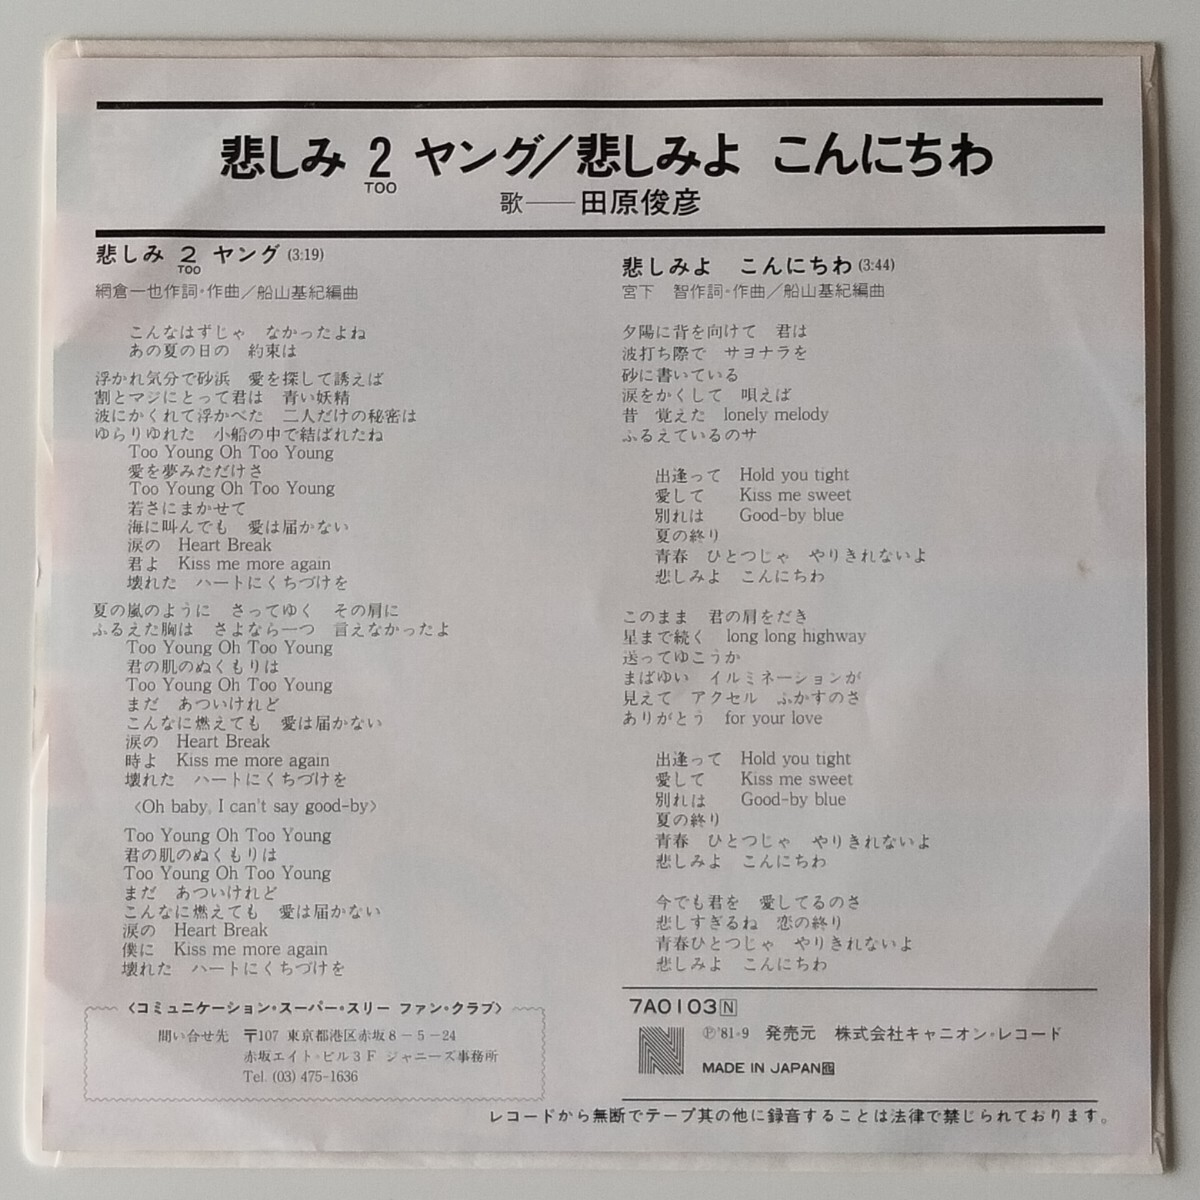 悲しみ 2 ヤング/悲しみよ こんにちわ
TOO
歌——田原俊彦
悲しみ 2 ヤング (3:19)
TOO
網倉一也作詞・作曲/船山基紀編曲
こんなはずじゃ なかったよね
あの夏の日の 約束は
浮かれ気分で砂浜 愛を探して誘えば
割とマジにとって君は 青い妖精
波にかくれて浮かべた 二人だけの秘密は
ゆらりゆれた 小船の中で結ばれたね
Too Young Oh Too Young
愛を夢みただけさ
Too Young Oh Too Young
若さにまかせて
海に叫んでも 愛は届かない
涙の Heart Break
君よ Kiss me more again
壊れた ハートにくちづけを
夏の嵐のように さってゆく その肩に
ふるえた胸は さよなら一つ 言えなかったよ
Too Young Oh Too Young
君の肌のぬくもりは
Too Young Oh Too Young
まだ あついけれど
こんなに燃えても 愛は届かない
涙の Heart Break
時よ Kiss me more again
壊れた ハートにくちづけを
〈Oh baby, I can't say good-by〉
Too Young Oh Too Young
君の肌のぬくもりは
Too Young Oh Too Young
まだ あついけれど
こんなに燃えても 愛は届かない
涙の Heart Break
僕に Kiss me more again
壊れた ハートにくちづけを
〈コミュニケーション・スーパー・スリー ファン・クラブ〉
問い合せ先 〒107 東京都港区赤坂8-5-24
赤坂エイト・ビル3F ジャニーズ事務所
Tel. (03) 475-1636
悲しみよ こんにちわ (3:44)
宮下 智作詞・作曲/船山基紀編曲
夕陽に背を向けて 君は
波打ち際で サヨナラを
砂に書いている
涙をかくして 唄えば
昔 覚えた lonely melody
ふるえているのサ
出逢って Hold you tight
愛して Kiss me sweet
別れは Good-by blue
夏の終り
青春 ひとつじゃ やりきれないよ
悲しみよ こんにちわ
このまま 君の肩をだき
星まで続く long long highway
送ってゆこうか
まばゆい イルミネーションが
見えて アクセル ふかすのさ
ありがとう for your love
出逢って Hold you tight
愛して Kiss me sweet
別れは Good-by blue
夏の終り
青春 ひとつじゃ やりきれないよ
悲しみよ こんにちわ
今でも君を 愛してるのさ
悲しすぎるね 恋の終り
青春ひとつじゃ やりきれないよ
悲しみよ こんにちわ
7A0103 N
Ⓟ'81・9 発売元 株式会社キャニオン・レコード
MADE IN JAPAN
レコードから無断でテープ其の他に録音することは法律で禁じられております。